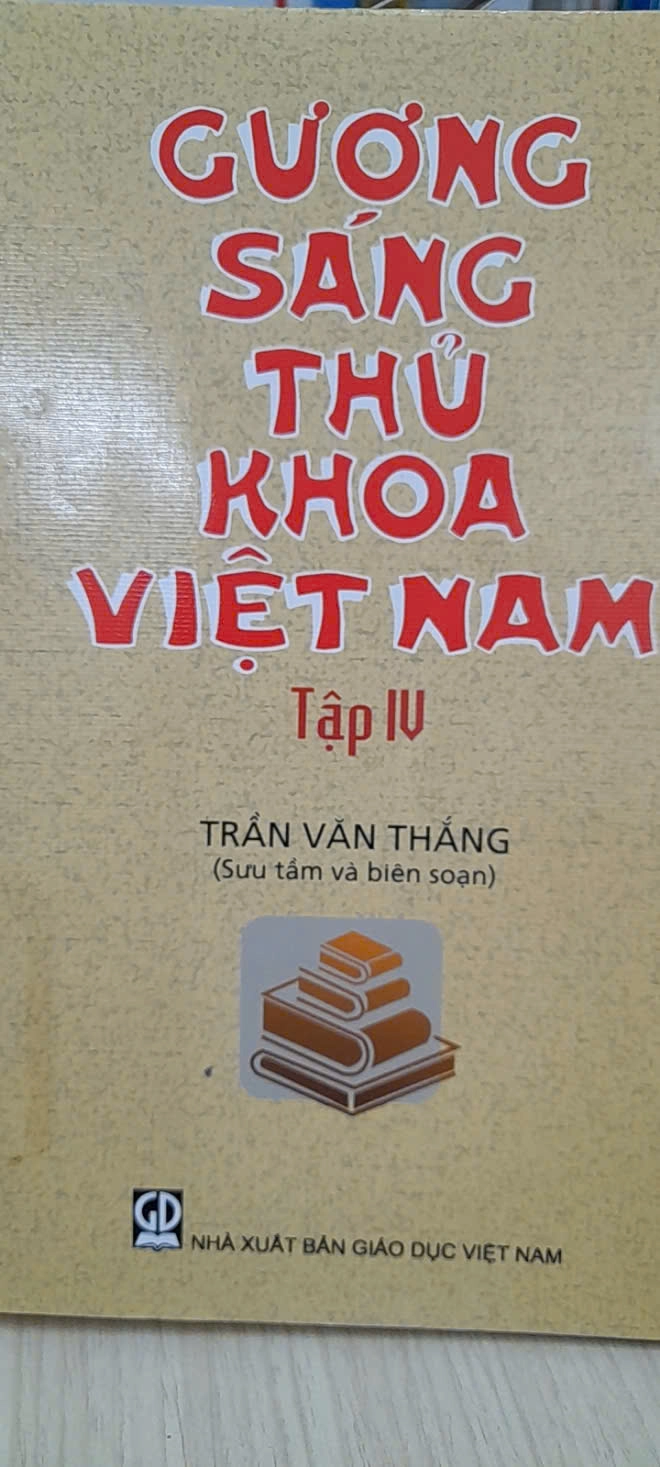 GƯƠNG
SÁNG
THỦ
KHOA
VIỆT NAM
Tập IV
TRẦN VĂN THẮNG
(Sưu tầm và biên soạn)
GD
NHÀ XUẤT BẢN GIÁO DỤC VIỆT NAM